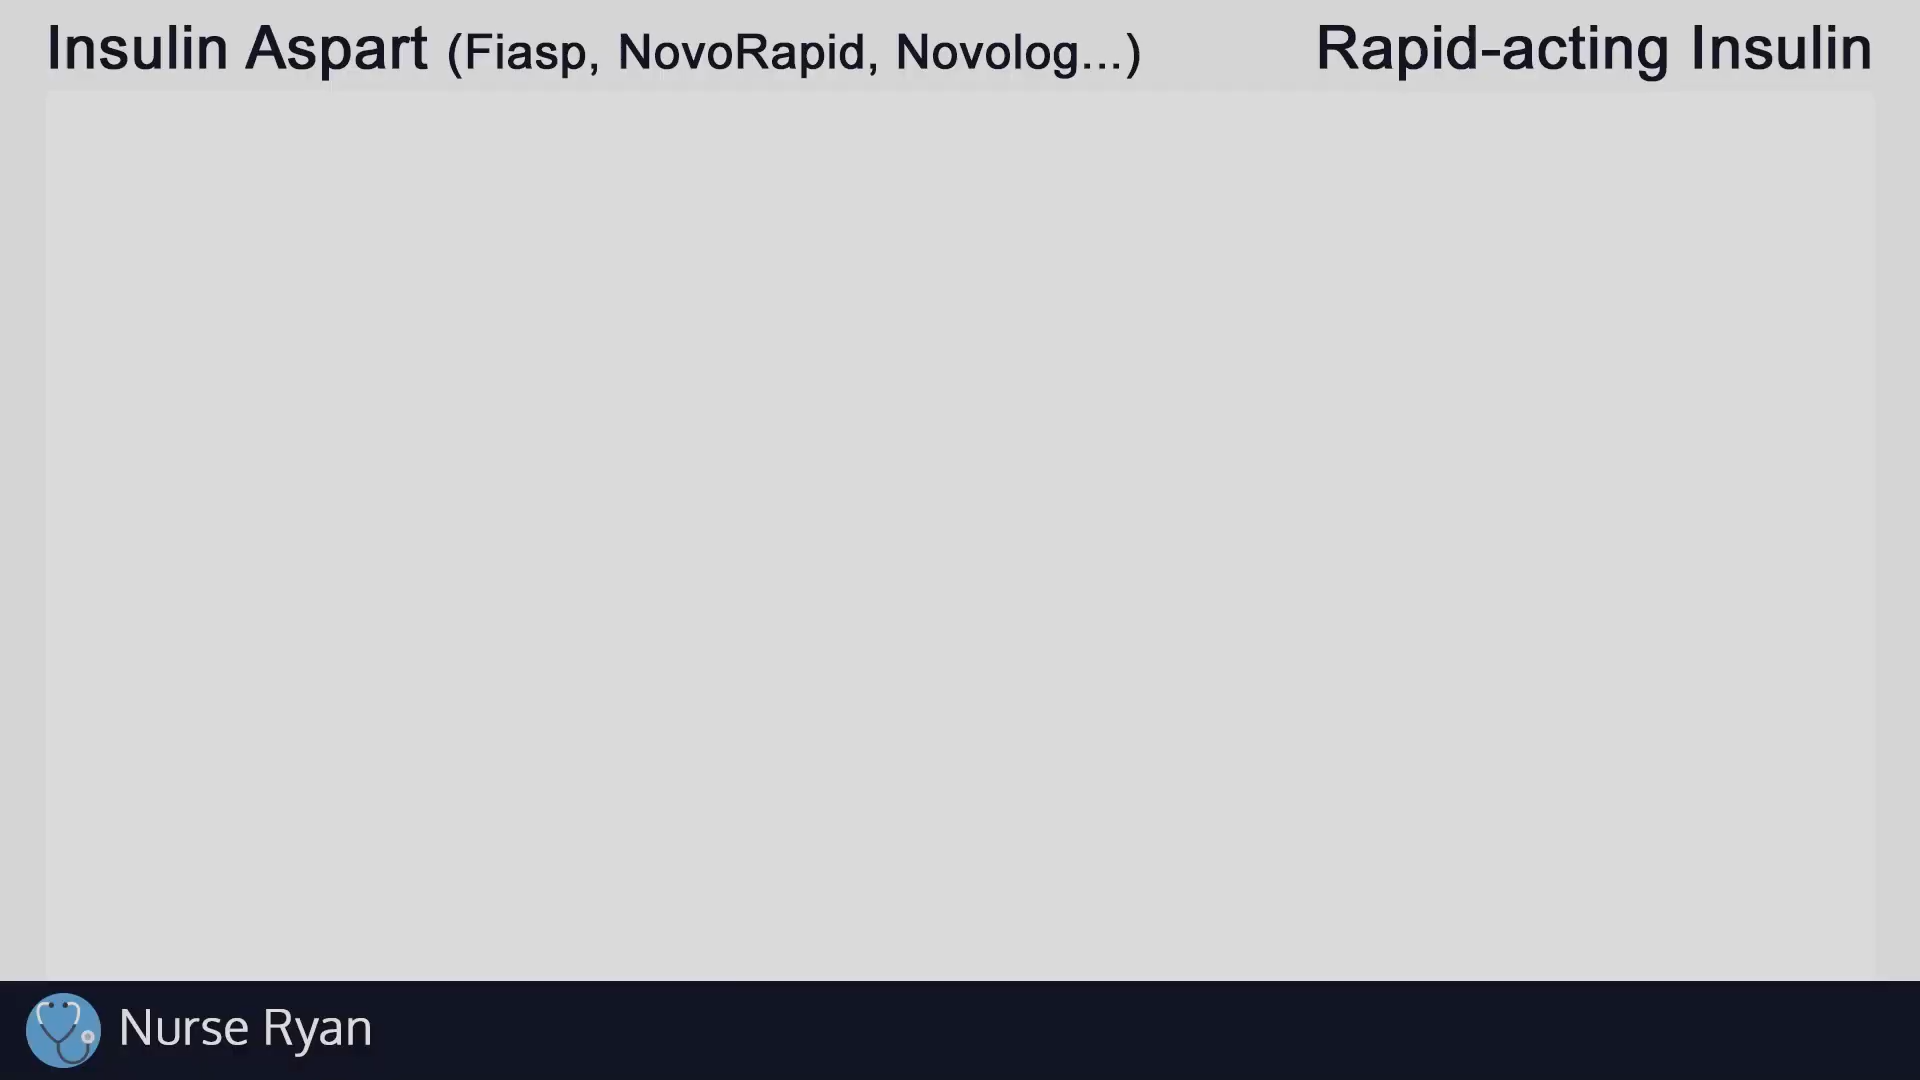 Insulin Aspart (Fiasp, NovoRapid, Novolog...) Rapid-acting Insulin
Nurse Ryan